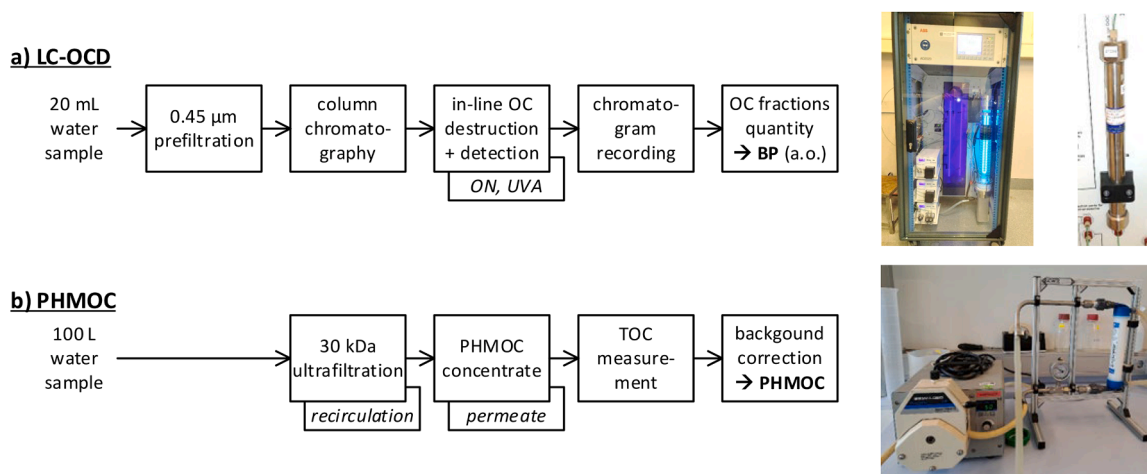 a) LC-OCD
20 mL
water
sample
0.45 µm
prefiltration
column
chromato-
graphy
in-line OC
destruction
+ detection
ON, UVA
chromato-
gram
recording
OC fractions
quantity
→ BP (a.o.)
b) PHMOC
100 L
water
sample
30 kDa
ultrafiltration
recirculation
PHMOC
concentrate
permeate
TOC
measure-
ment
backgound
correction
→ PHMOC